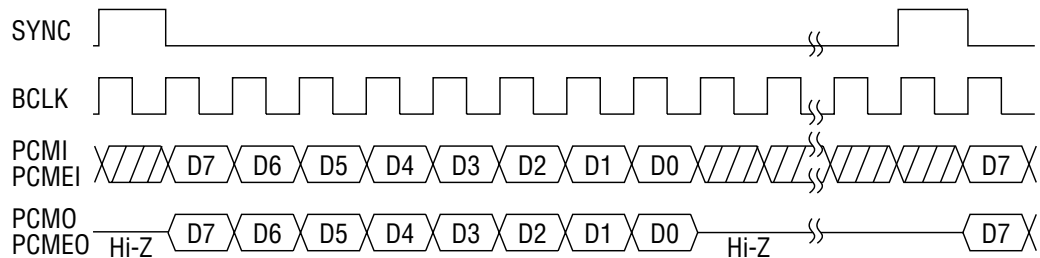 SYNC
BCLK
PCMI
PCMEI
D7 D6 D5 D4 D3 D2 D1 D0 D7
PCMO
PCMEO
Hi-Z D7 D6 D5 D4 D3 D2 D1 D0 Hi-Z D7